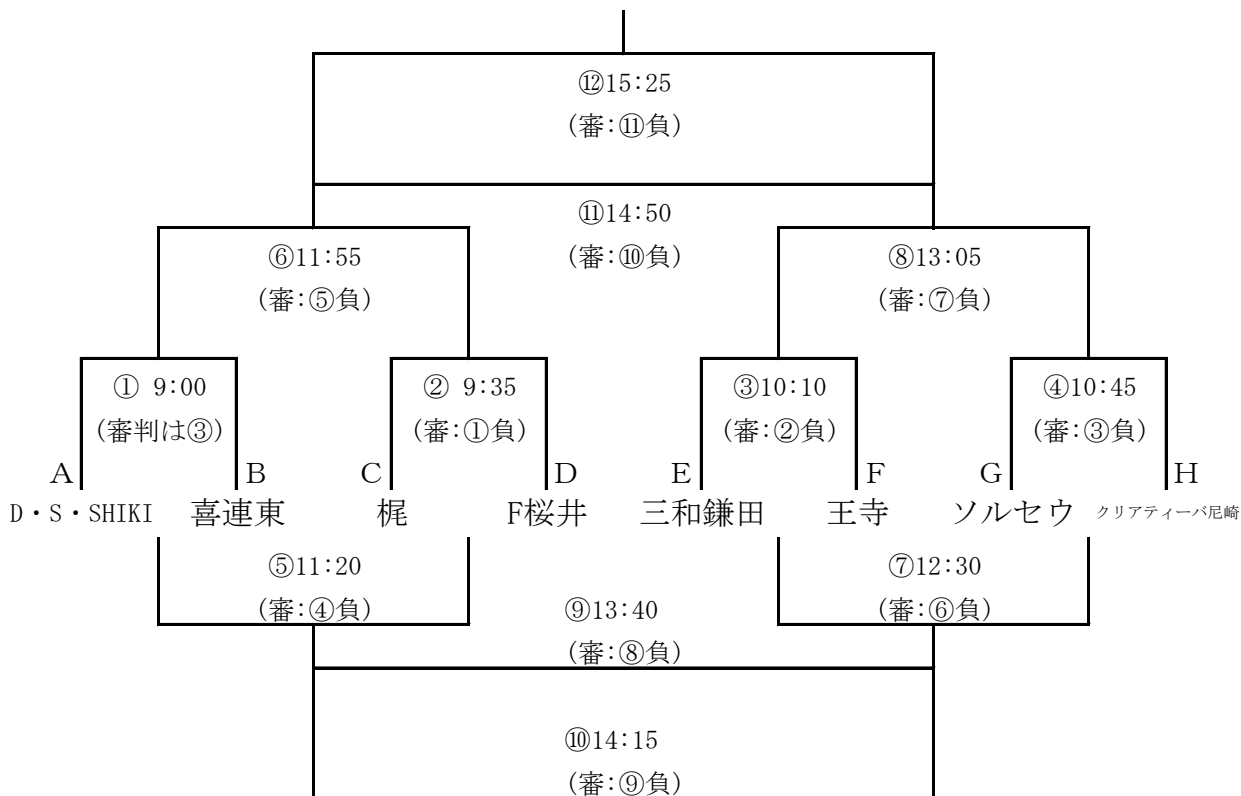 ⑫15:25
(審:⑪負)
⑪14:50
(審:⑩負)
⑥11:55
(審:⑤負)
⑧13:05
(審:⑦負)
① 9:00
(審判は③)
② 9:35
(審:①負)
③10:10
(審:②負)
④10:45
(審:③負)
A B C D E F G H
D・S・SHIKI 喜連東 梶 F桜井 三和鎌田 王寺 ソルセウ クリアティーバ尼崎
⑤11:20
(審:④負)
⑦12:30
(審:⑥負)
⑨13:40
(審:⑧負)
⑩14:15
(審:⑨負)